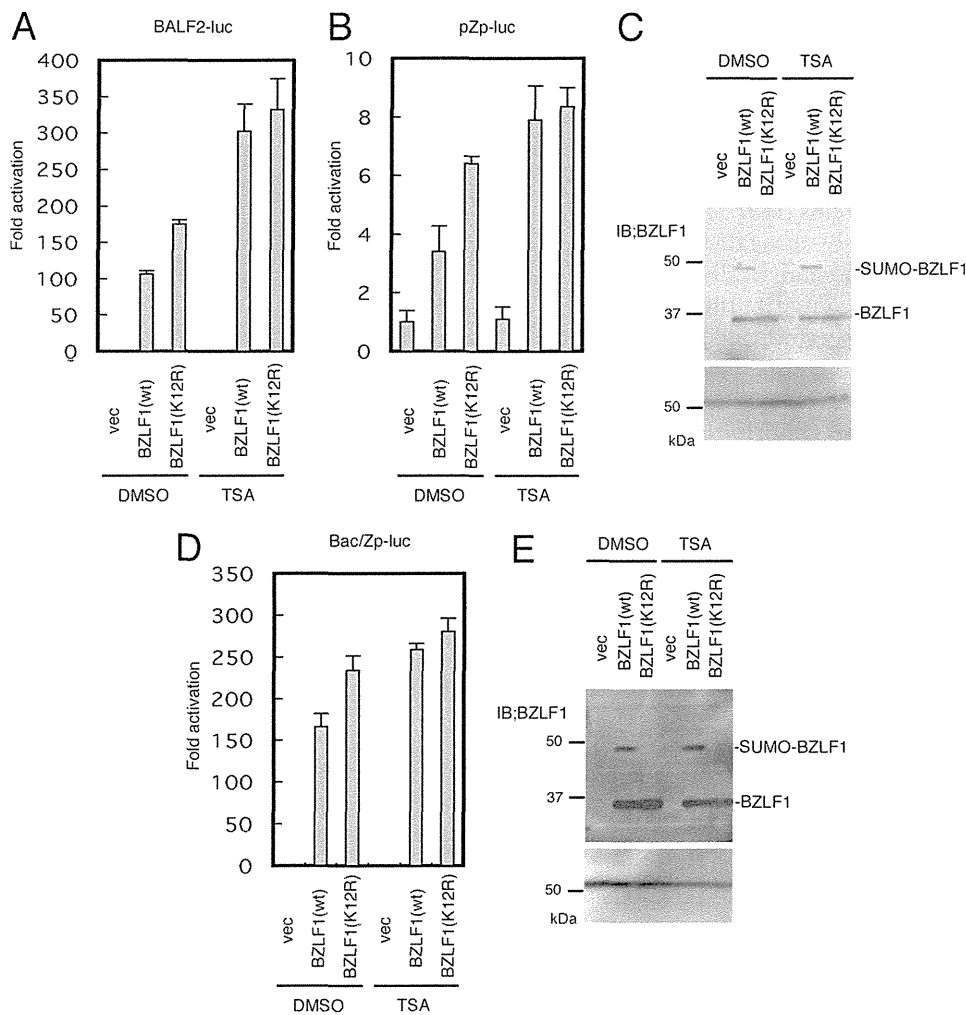 A
BALF2-luc
Fold activation
400
350
300
250
200
150
100
50
0
vec
BZLF1(wt)
BZLF1(K12R)
vec
BZLF1(wt)
BZLF1(K12R)
DMSO
TSA
B
pZp-luc
Fold activation
10
8
6
4
2
0
vec
BZLF1(wt)
BZLF1(K12R)
vec
BZLF1(wt)
BZLF1(K12R)
DMSO
TSA
C
DMSO
TSA
vec
BZLF1(wt)
BZLF1(K12R)
vec
BZLF1(wt)
BZLF1(K12R)
IB;BZLF1
50
-SUMO-BZLF1
37
-BZLF1
50
kDa
D
Bac/Zp-luc
Fold activation
350
300
250
200
150
100
50
0
vec
BZLF1(wt)
BZLF1(K12R)
vec
BZLF1(wt)
BZLF1(K12R)
DMSO
TSA
E
DMSO
TSA
vec
BZLF1(wt)
BZLF1(K12R)
vec
BZLF1(wt)
BZLF1(K12R)
IB;BZLF1
50
-SUMO-BZLF1
37
-BZLF1
50
kDa